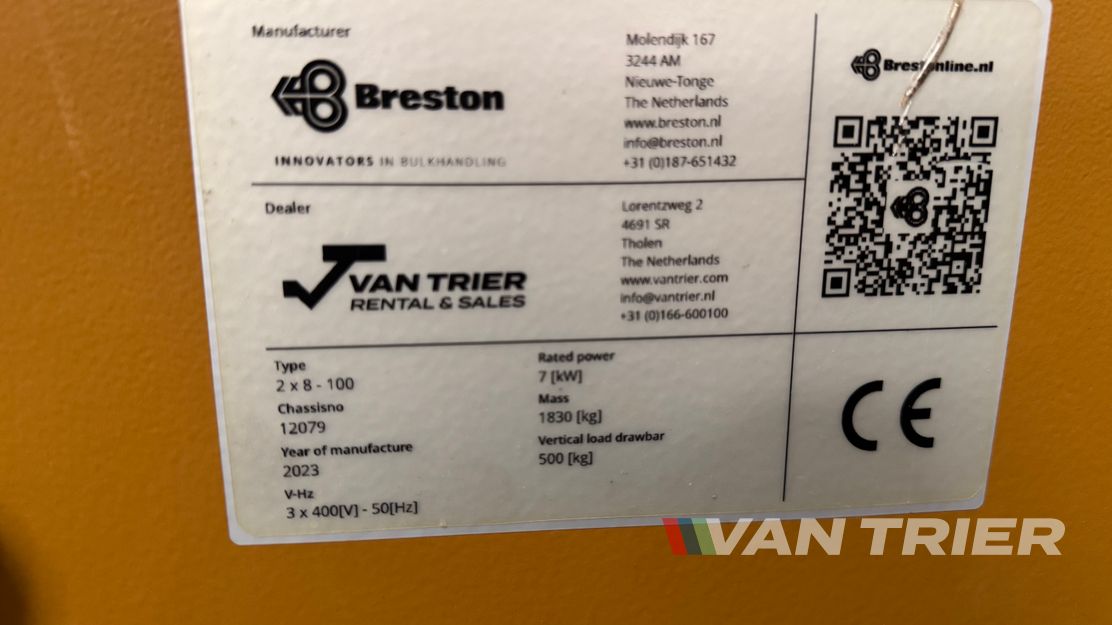 Manufacturer
Breston
INNOVATORS IN BULKHANDLING
Molendijk 167
3244 AM
Nieuwe-Tonge
The Netherlands
www.breston.nl
info@breston.nl
+31 (0)187-651432
Brestonline.nl
Dealer
VAN TRIER
RENTAL & SALES
Lorentzweg 2
4691 SR
Tholen
The Netherlands
www.vantrier.com
info@vantrier.nl
+31 (0)166-600100
Type
2 x 8 - 100
Chassisno
12079
Year of manufacture
2023
V-Hz
3 x 400[V] - 50[Hz]
Rated power
7 [kW]
Mass
1830 [kg]
Vertical load drawbar
500 [kg]
CE
VAN TRIER